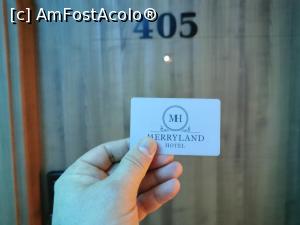 [c] AmFostAcolo®
405
MH
MERRYLAND
HOTEL